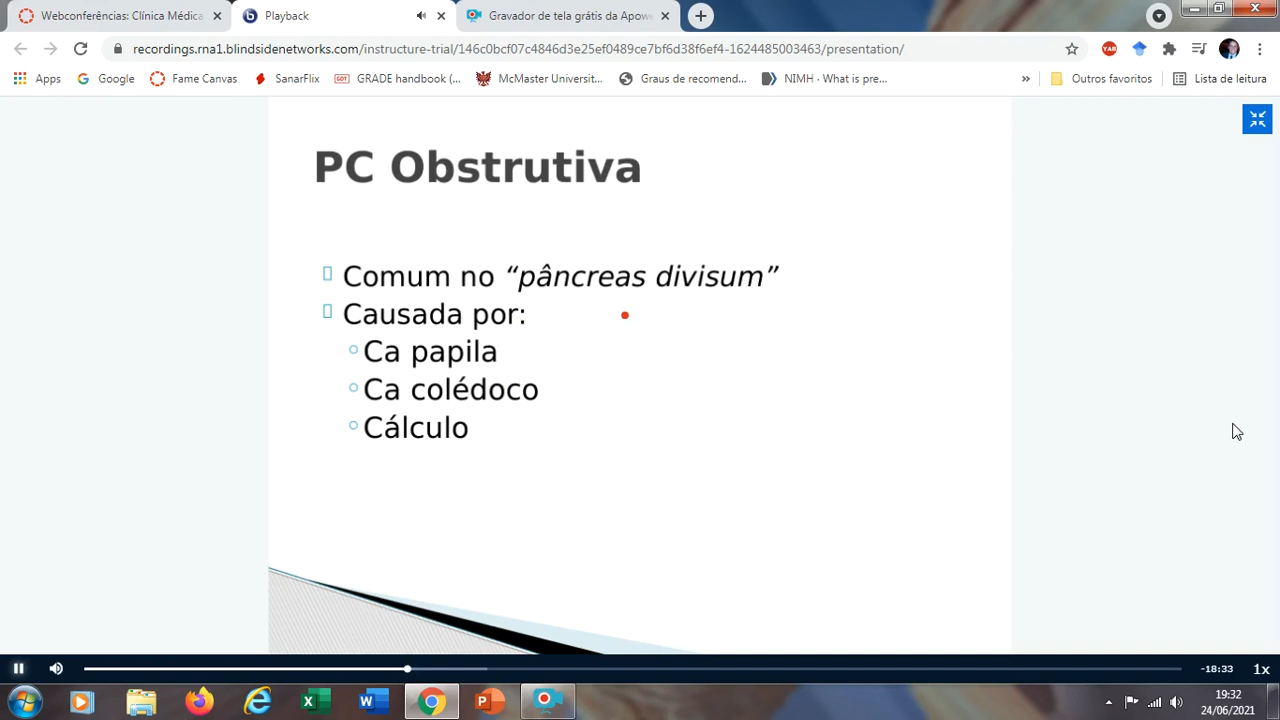 Webconferências: Clínica Médica
Playback
Gravador de tela grátis da Apowe
recordings.rna1.blindsidenetworks.com/instructure-trial/146c0bcf07c4846d3e25ef0489ce7bf6d38f6ef4-1624485003463/presentation/
YAB
Apps
Google
Fame Canvas
SanarFlix
GOT
GRADE handbook (...
McMaster Universit...
Graus de recomend...
NIMH · What is pre...
»
Outros favoritos
Lista de leitura
PC Obstrutiva
Comum no “pâncreas divisum”
Causada por:
Ca papila
Ca colédoco
Cálculo
-18:33
1x
19:32
24/06/2021